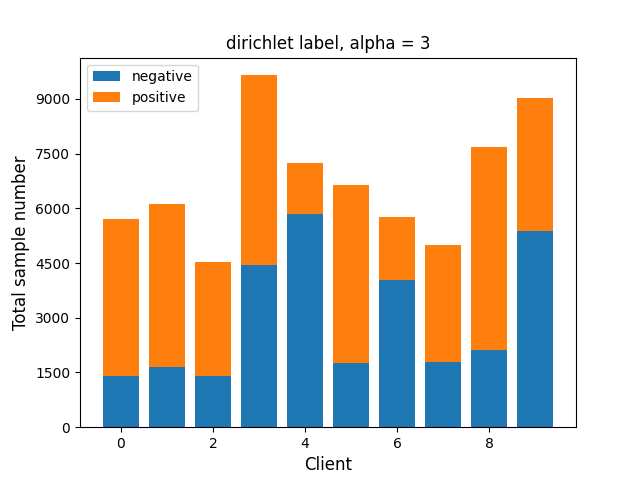 dirichlet label, alpha = 3
negative
positive
Total sample number
9000
7500
6000
4500
3000
1500
0
0 2 4 6 8
Client